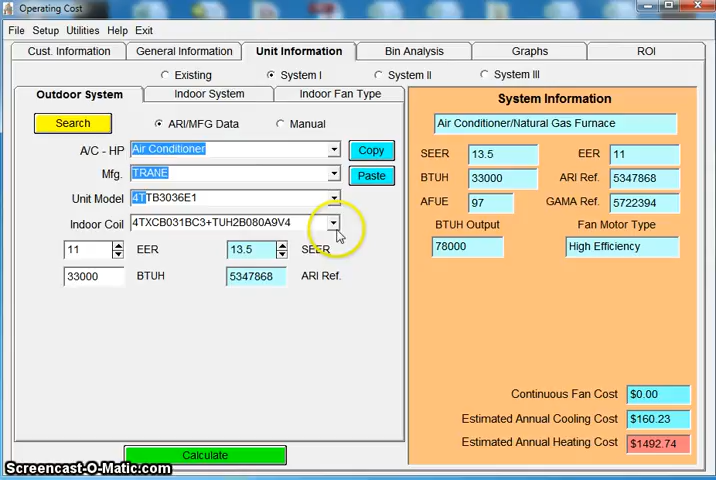 Operating Cost
File Setup Utilities Help Exit
Cust. Information General Information Unit Information Bin Analysis Graphs ROI
Existing System I System II System III
Outdoor System Indoor System Indoor Fan Type
Search ARI/MFG Data Manual
A/C - HP Air Conditioner Copy
Mfg. TRANE Paste
Unit Model 4TTB3036E1
Indoor Coil 4TXCB031BC3+TUH2B080A9V4
11 EER 13.5 SEER
33000 BTUH 5347868 ARI Ref.
Calculate
System Information
Air Conditioner/Natural Gas Furnace
SEER 13.5 EER 11
BTUH 33000 ARI Ref. 5347868
AFUE 97 GAMA Ref. 5722394
BTUH Output Fan Motor Type
78000 High Efficiency
Continuous Fan Cost $0.00
Estimated Annual Cooling Cost $160.23
Estimated Annual Heating Cost $1492.74
Screencast-O-Matic.com